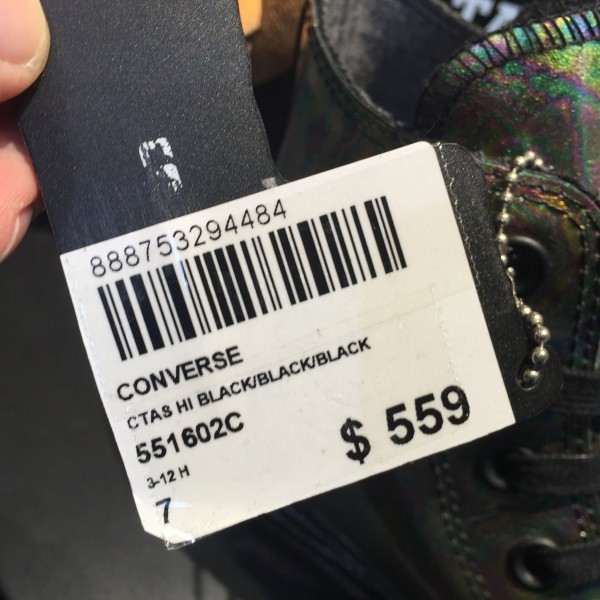 888753294484
CONVERSE
CTAS HI BLACK/BLACK/BLACK
551602C
$ 559
3-12 H
7